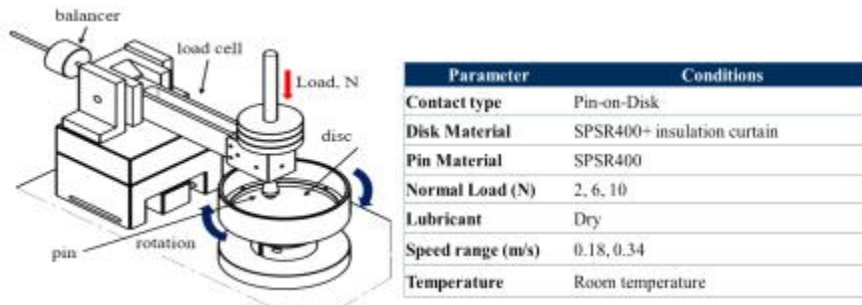 balancer
load cell
Load, N
disc
pin
rotation
Parameter Conditions
Contact type Pin-on-Disk
Disk Material SPSR400+ insulation curtain
Pin Material SPSR400
Normal Load (N) 2, 6, 10
Lubricant Dry
Speed range (m/s) 0.18, 0.34
Temperature Room temperature